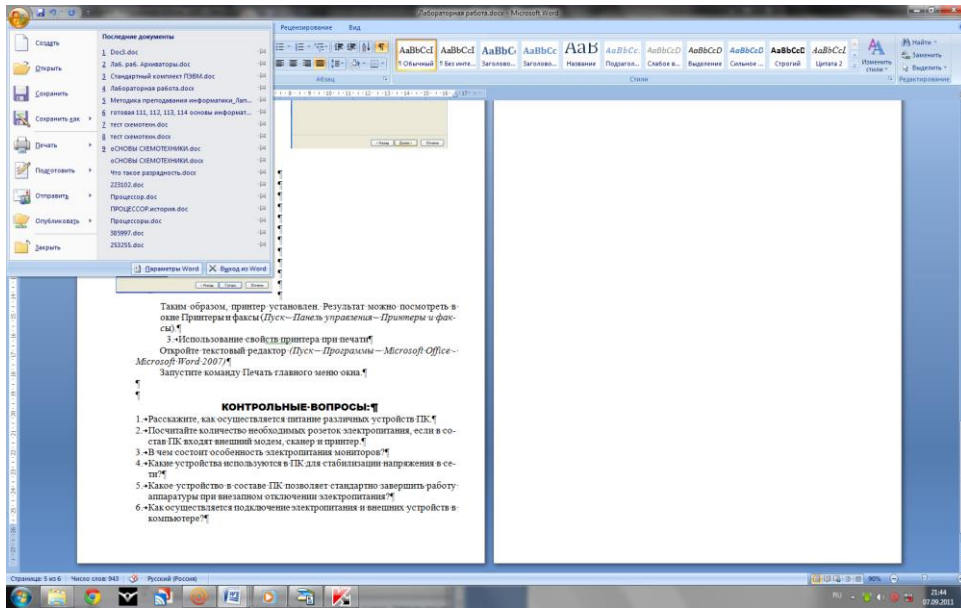 Лабораторная работа.docx - Microsoft Word
Рецензирование Вид
Создать
Открыть
Сохранить
Сохранить как
Печать
Подготовить
Отправить
Опубликовать
Закрыть
Последние документы
1 Doc3.doc
2 Лаб. раб. Архиваторы.doc
3 Стандартный комплект ПЭВМ.docx
4 Лабораторная работа.docx
5 Методика преподавания информатики_Лап...
6 готовая 111, 112, 113, 114 основы информат...
7 тест схемотехн.doc
8 тест схемотехн.docx
9 оСНОВЫ СХЕМОТЕХНИКИ.doc
оСНОВЫ СХЕМОТЕХНИКИ.docx
Что такое разрядность.docx
223102.doc
Процессор.doc
ПРОЦЕССОР.история.doc
Процессоры.doc
385997.doc
253255.doc
Параметры Word Выход из Word
AaBbCcI AaBbCcI AaBbC AaBbCc АаВ AaBbCc. AaBbCcD AaBbCcD AaBbCcD AaBbCcD AaBbCcI
¶ Обычный ¶ Без инте... Заголово... Заголово... Название Подзагол... Слабое в... Выделение Сильное ... Строгий Цитата 2
Изменить стили
Найти
Заменить
Выделить
Абзац Стили Редактирование
Таким образом, принтер установлен. Результат можно посмотреть в
окне Принтеры и факсы (Пуск – Панель управления – Принтеры и фак-
сы).¶
3. Использование свойств принтера при печати¶
Откройте текстовый редактор (Пуск – Программы – Microsoft Office -
Microsoft Word 2007)¶
Запустите команду Печать главного меню окна.¶
КОНТРОЛЬНЫЕ ВОПРОСЫ:¶
1. Расскажите, как осуществляется питание различных устройств ПК.¶
2. Посчитайте количество необходимых розеток электропитания, если в со-
став ПК входят внешний модем, сканер и принтер.¶
3. В чем состоит особенность электропитания мониторов?¶
4. Какие устройства используются в ПК для стабилизации напряжения в се-
ти?¶
5. Какое устройство в составе ПК позволяет стандартно завершить работу
аппаратуры при внезапном отключении электропитания?¶
6. Как осуществляется подключение электропитания и внешних устройств в
компьютере?¶
Страница: 5 из 6 Число слов: 943 Русский (Россия) 90%
RU 21:44
07.09.2011